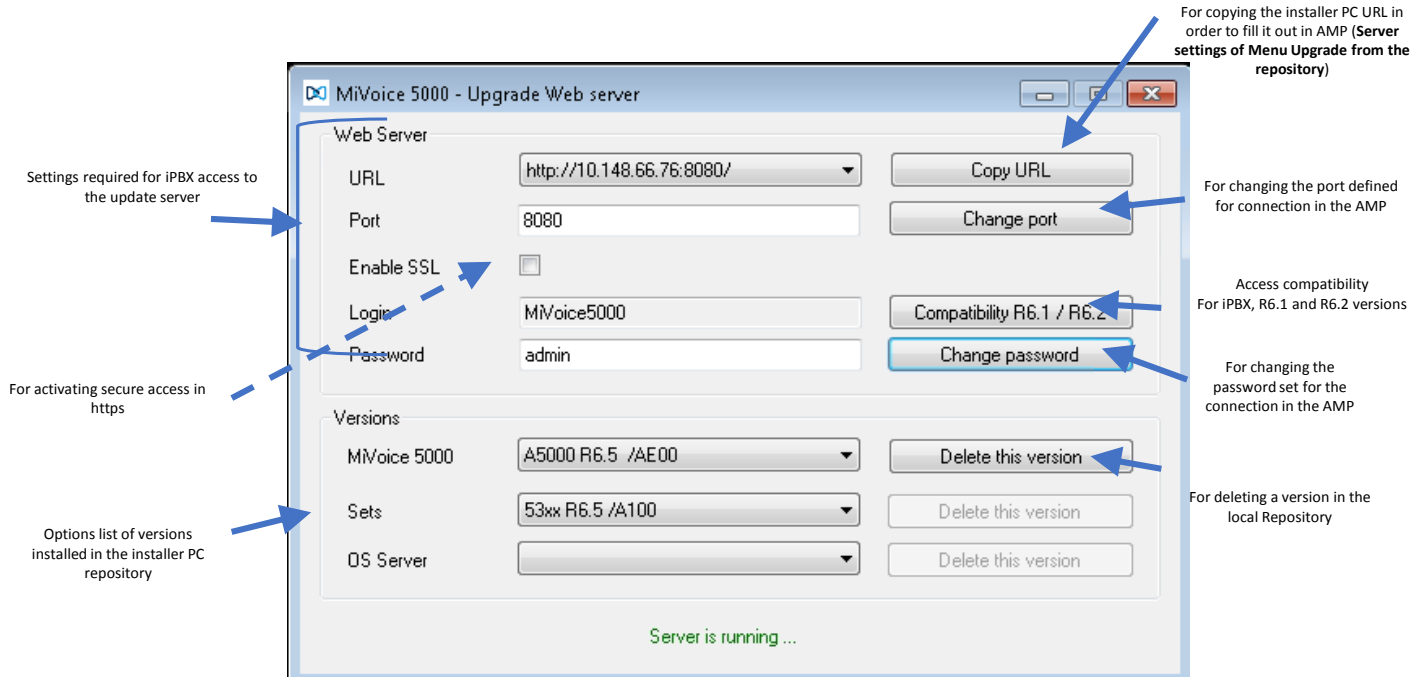 For copying the installer PC URL in
order to fill it out in AMP (Server
settings of Menu Upgrade from the
repository)
MiVoice 5000 - Upgrade Web server
Web Server
URL
http://10.148.66.76:8080/
Copy URL
Settings required for iPBX access to
the update server
Port
8080
Change port
For changing the port defined
for connection in the AMP
Enable SSL
Login
MiVoice5000
Compatibility R6.1 / R6.2
Access compatibility
For iPBX, R6.1 and R6.2 versions
Password
admin
Change password
For changing the
password set for the
connection in the AMP
For activating secure access in
https
Versions
MiVoice 5000
A5000 R6.5 /AE00
Delete this version
For deleting a version in the
local Repository
Sets
53xx R6.5 /A100
Delete this version
Options list of versions
installed in the installer PC
repository
OS Server
Delete this version
Server is running ...